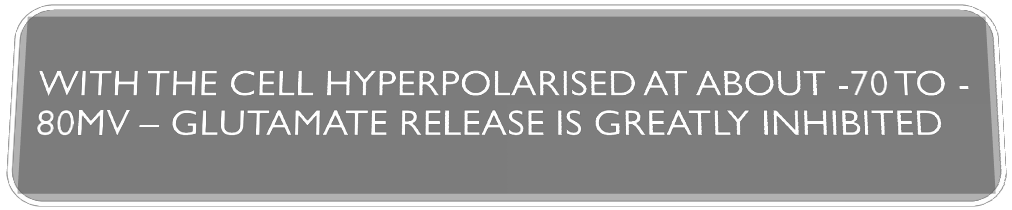 WITH THE CELL HYPERPOLARISED AT ABOUT -70 TO -
80MV – GLUTAMATE RELEASE IS GREATLY INHIBITED